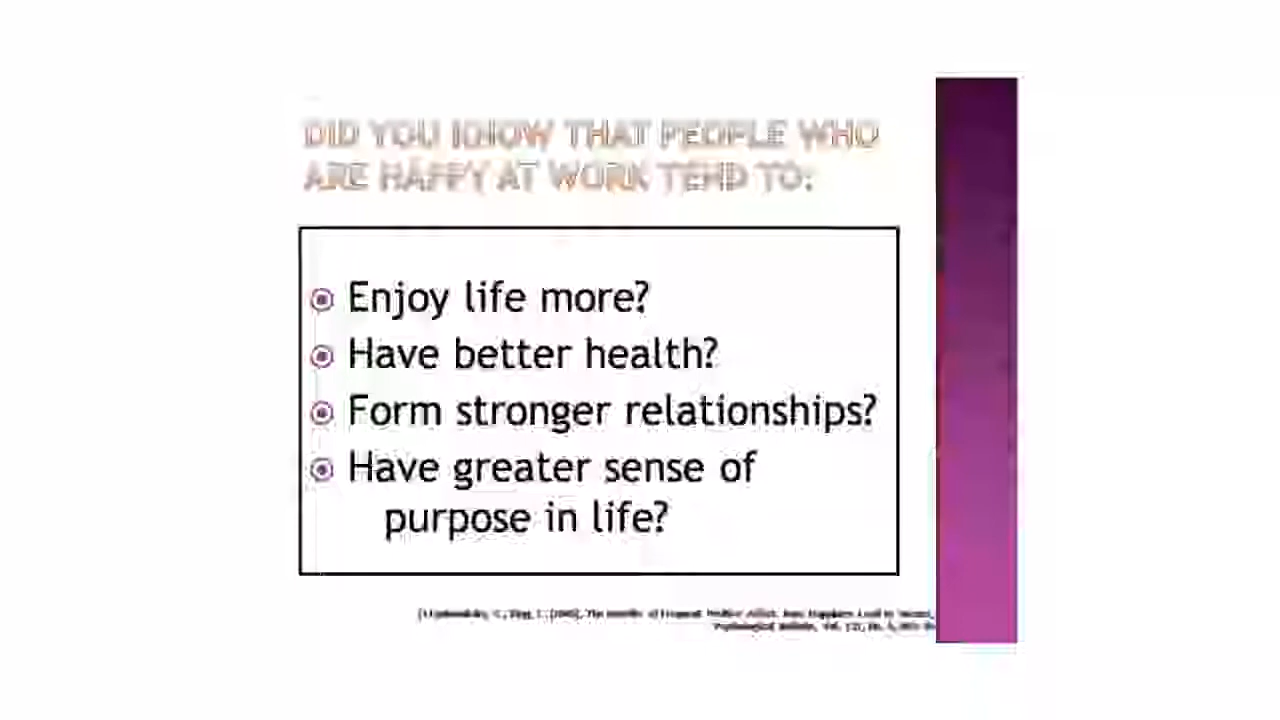 DID YOU KNOW THAT PEOPLE WHO
ARE HAPPY AT WORK TEND TO:
Enjoy life more?
Have better health?
Form stronger relationships?
Have greater sense of
purpose in life?